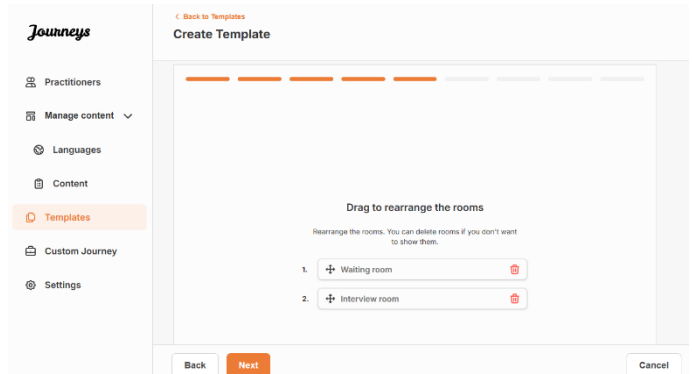 Journeys
< Back to Templates
Create Template
Practitioners
Manage content
Languages
Content
Templates
Custom Journey
Settings
Drag to rearrange the rooms
Rearrange the rooms. You can delete rooms if you don't want
to show them.
1. Waiting room
2. Interview room
Back
Next
Cancel